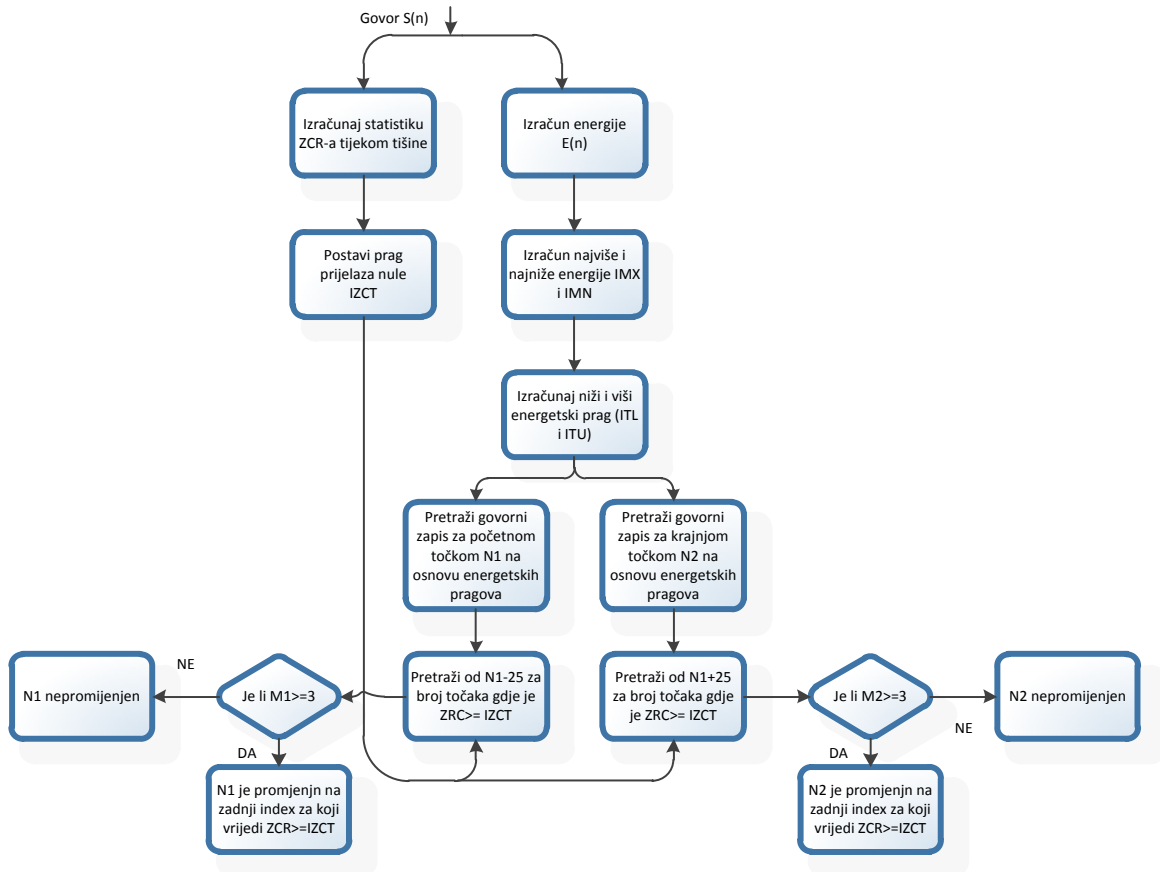 Govor S(n)
Izračunaj statistiku
ZCR-a tijekom tišine
Izračun energije
E(n)
Postavi prag
prijelaza nule
IZCT
Izračun najviše i
najniže energije IMX
i IMN
Izračunaj niži i viši
energetski prag (ITL
i ITU)
Pretraži govorni
zapis za početnom
točkom N1 na
osnovu energetskih
pragova
Pretraži govorni
zapis za krajnjom
točkom N2 na
osnovu energetskih
pragova
N1 nepromijenjen
NE
Je li M1>=3
Pretraži od N1-25 za
broj točaka gdje je
ZRC>= IZCT
Pretraži od N1+25
za broj točaka gdje
je ZRC>= IZCT
Je li M2>=3
NE
N2 nepromijenjen
DA
N1 je promjenjn na
zadnji index za koji
vrijedi ZCR>=IZCT
DA
N2 je promjenjn na
zadnji index za koji
vrijedi ZCR>=IZCT